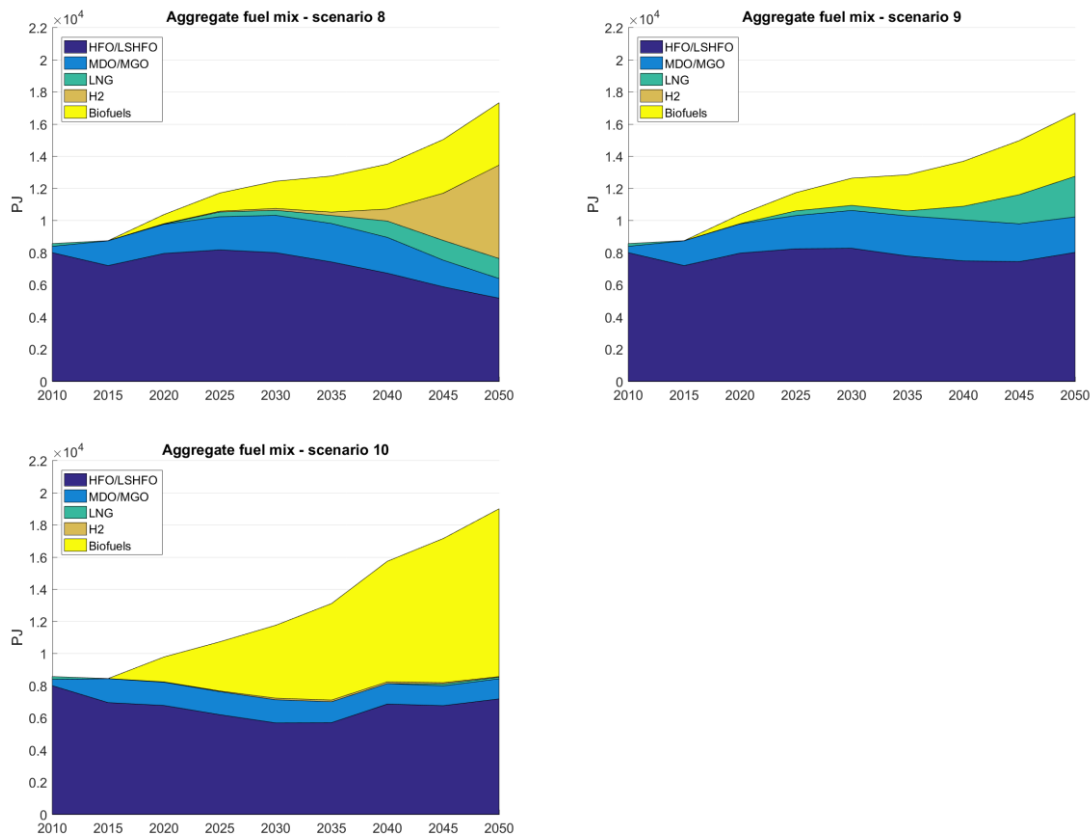 Aggregate fuel mix - scenario 8
×10⁴
2.2
2
1.8
1.6
1.4
1.2
1
0.8
0.6
0.4
0.2
0
PJ
HFO/LSHFO
MDO/MGO
LNG
H2
Biofuels
2010 2015 2020 2025 2030 2035 2040 2045 2050
Aggregate fuel mix - scenario 9
×10⁴
2.2
2
1.8
1.6
1.4
1.2
1
0.8
0.6
0.4
0.2
0
PJ
HFO/LSHFO
MDO/MGO
LNG
H2
Biofuels
2010 2015 2020 2025 2030 2035 2040 2045 2050
Aggregate fuel mix - scenario 10
×10⁴
2.2
2
1.8
1.6
1.4
1.2
1
0.8
0.6
0.4
0.2
0
PJ
HFO/LSHFO
MDO/MGO
LNG
H2
Biofuels
2010 2015 2020 2025 2030 2035 2040 2045 2050